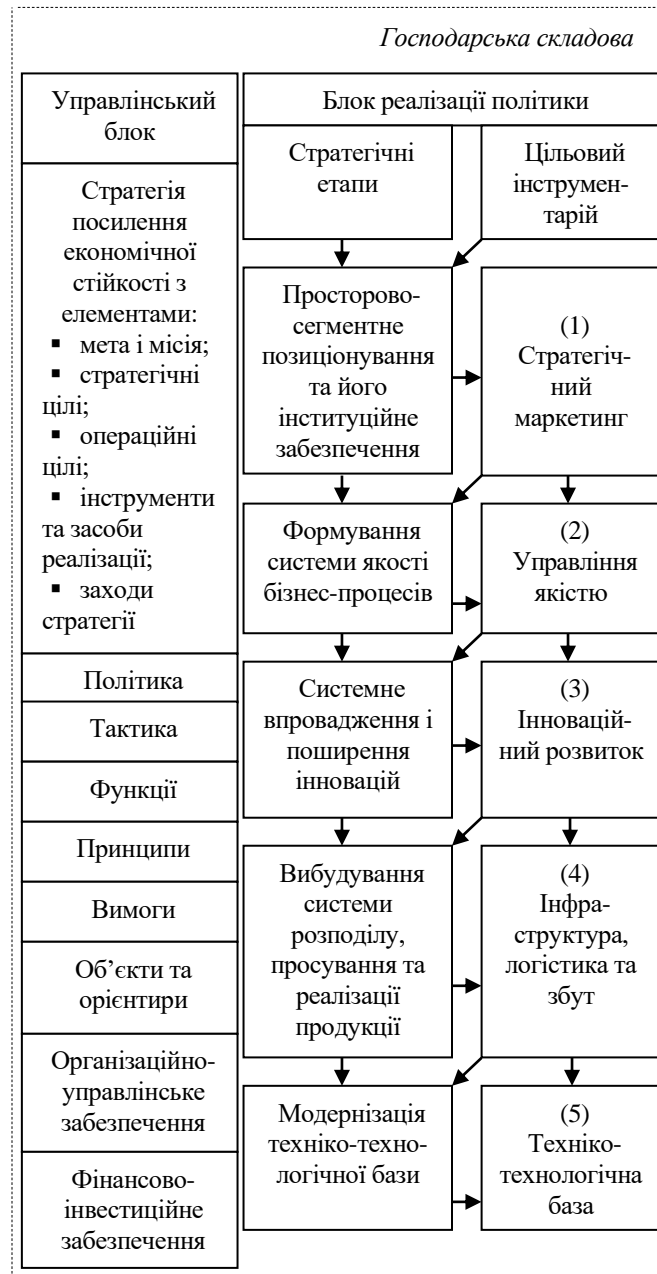 Господарська складова
Управлінський
блок
Стратегія
посилення
економічної
стійкості з
елементами:
▪ мета і місія;
▪ стратегічні
цілі;
▪ операційні
цілі;
▪ інструменти
та засоби
реалізації;
▪ заходи
стратегії
Політика
Тактика
Функції
Принципи
Вимоги
Об’єкти та
орієнтири
Організаційно-
управлінське
забезпечення
Фінансово-
інвестиційне
забезпечення
Блок реалізації політики
Стратегічні
етапи
Цільовий
інструмен-
тарій
Просторово-
сегментне
позиціонування
та його
інституційне
забезпечення
(1)
Стратегіч-
ний
маркетинг
Формування
системи якості
бізнес-процесів
(2)
Управління
якістю
Системне
впровадження і
поширення
інновацій
(3)
Інновацій-
ний розвиток
Вибудування
системи
розподілу,
просування та
реалізації
продукції
(4)
Інфра-
структура,
логістика та
збут
Модернізація
техніко-техно-
логічної бази
(5)
Техніко-
технологічна
база